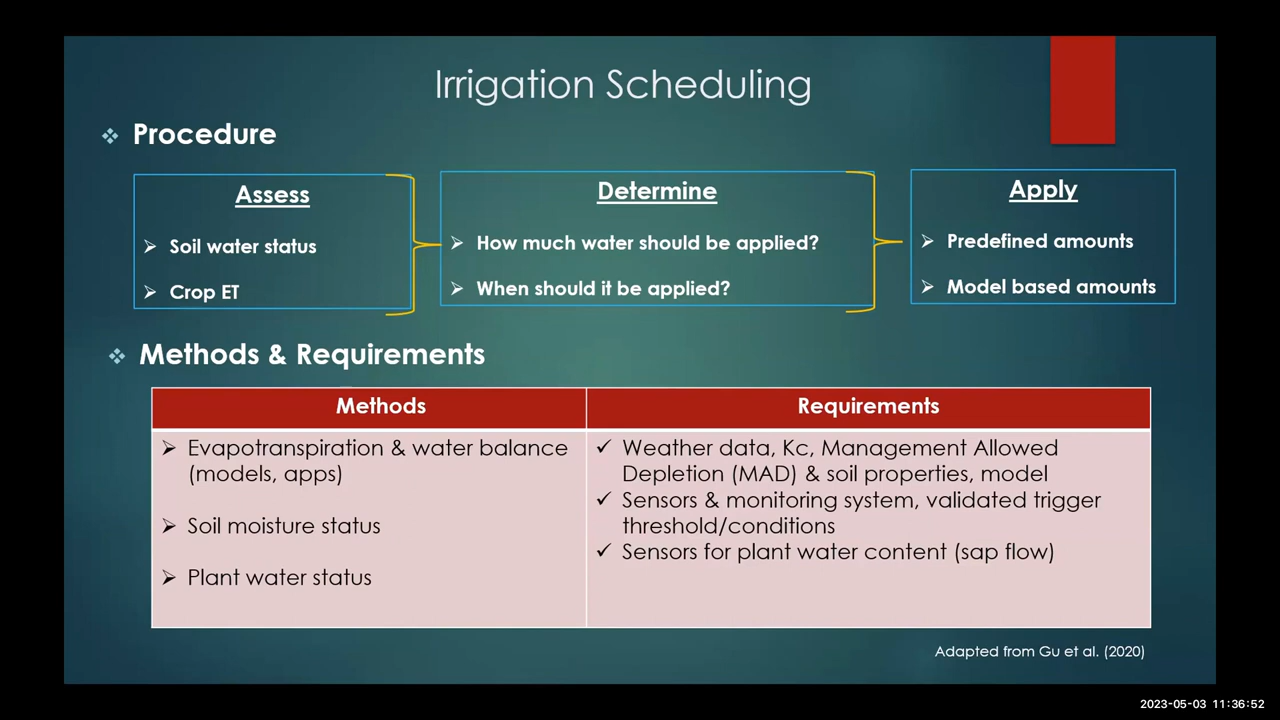 Irrigation Scheduling
Procedure
Assess
Soil water status
Crop ET
Determine
How much water should be applied?
When should it be applied?
Apply
Predefined amounts
Model based amounts
Methods & Requirements
Methods
Requirements
Evapotranspiration & water balance
(models, apps)
Soil moisture status
Plant water status
Weather data, Kc, Management Allowed
Depletion (MAD) & soil properties, model
Sensors & monitoring system, validated trigger
threshold/conditions
Sensors for plant water content (sap flow)
Adapted from Gu et al. (2020)
2023-05-03 11:36:52